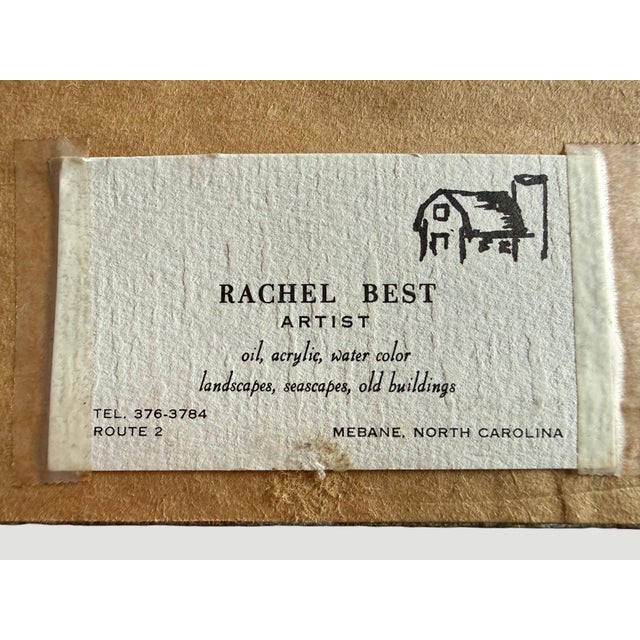 RACHEL BEST
ARTIST
oil, acrylic, water color
landscapes, seascapes, old buildings
TEL. 376-3784
ROUTE 2 MEBANE, NORTH CAROLINA